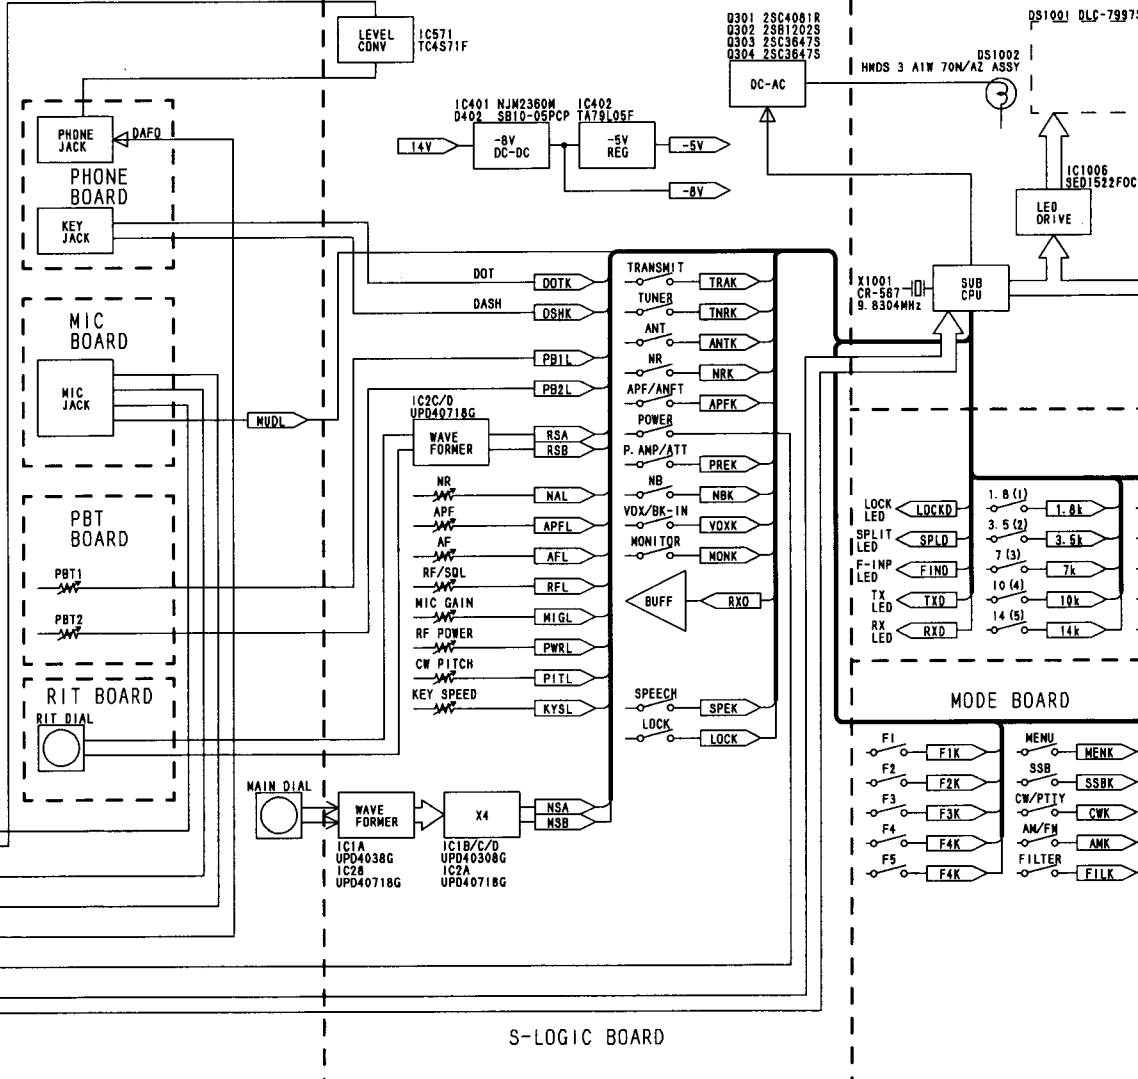 LEVEL
CONV
IC571
TC4S71F
Q301 2SC4081R
Q302 2SB1202S
Q303 2SC3647S
Q304 2SC3647S
DC-AC
DS1001 DLC-7997S
DS1002
HMDS 3 A1W 70N/AZ ASSY
PHONE
JACK
DAFO
PHONE
BOARD
KEY
JACK
IC401 NJM2360M
D402 SB10-05PCP
IC402
TA79L05F
14V
-8V
DC-DC
-5V
REG
-5V
-8V
IC1006
SED1522FOC
LED
DRIVE
X1001
CR-567
9.8304MHz
SUB
CPU
MIC
BOARD
MIC
JACK
MUDL
DOT
DOTK
DASH
DSHK
PB1L
PB2L
IC2C/D
UPD4071BG
WAVE
FORMER
RSA
RSB
NR
NAL
APF
APFL
AF
AFL
RF/SQL
RFL
MIC GAIN
MIGL
RF POWER
PWRL
CW PITCH
PITL
KEY SPEED
KYSL
TRANSMIT
TRAK
TUNER
TNRK
ANT
ANTK
NR
NRK
APF/ANFT
APFK
POWER
P.AMP/ATT
PREK
NB
NBK
VOX/BK-IN
VOXK
MONITOR
MONK
BUFF
RXO
SPEECH
SPEK
LOCK
LOCK
PBT
BOARD
PBT1
PBT2
RIT BOARD
RIT DIAL
MAIN DIAL
WAVE
FORMER
X4
NSA
MSB
IC1A
UPD4038G
IC2B
UPD4071BG
IC1B/C/D
UPD4030BG
IC2A
UPD4071BG
LOCK
LED
LOCKD
SPLIT
LED
SPLD
F-INP
LED
FIND
TX
LED
TXD
RX
LED
RXD
1.8(1)
1.8k
3.5(2)
3.5k
7(3)
7k
10(4)
10k
14(5)
14k
MODE BOARD
F1
F1K
F2
F2K
F3
F3K
F4
F4K
F5
F4K
MENU
MENK
SSB
SSBK
CW/PTTY
CWK
AM/FM
AMK
FILTER
FILK
S-LOGIC BOARD